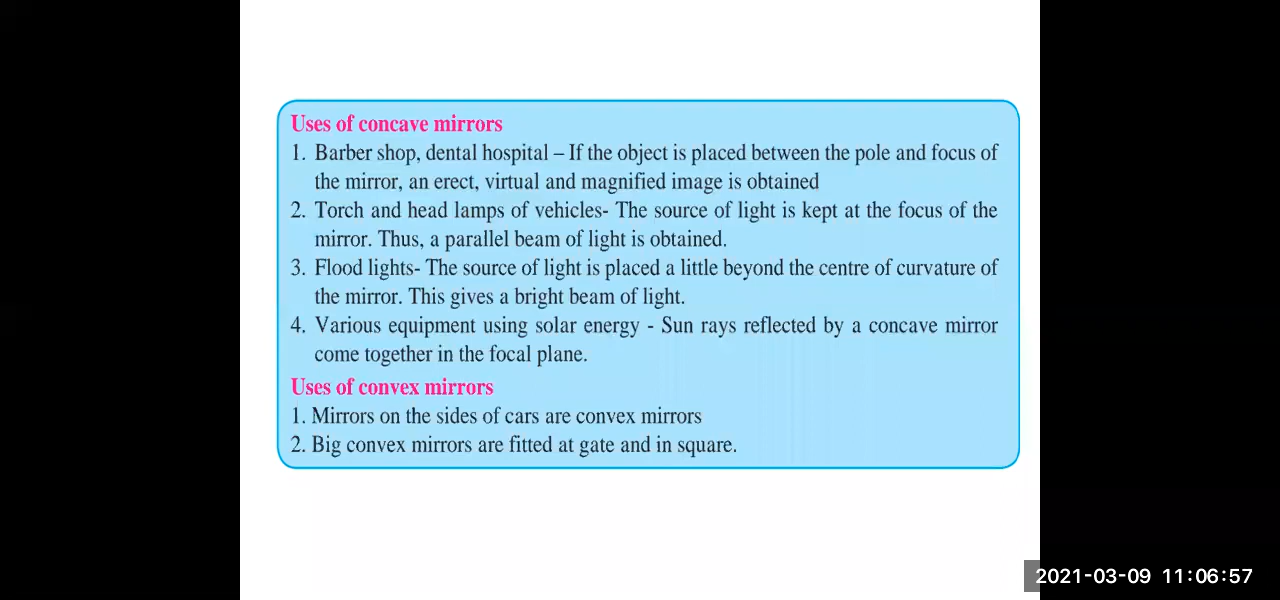 Uses of concave mirrors
1. Barber shop, dental hospital – If the object is placed between the pole and focus of
the mirror, an erect, virtual and magnified image is obtained
2. Torch and head lamps of vehicles- The source of light is kept at the focus of the
mirror. Thus, a parallel beam of light is obtained.
3. Flood lights- The source of light is placed a little beyond the centre of curvature of
the mirror. This gives a bright beam of light.
4. Various equipment using solar energy - Sun rays reflected by a concave mirror
come together in the focal plane.
Uses of convex mirrors
1. Mirrors on the sides of cars are convex mirrors
2. Big convex mirrors are fitted at gate and in square.
2021-03-09 11:06:57